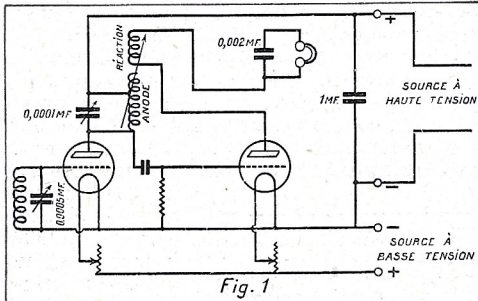 RÉACTION
0,002MF.
+
ANODE
0,0001MF.
1MF.
SOURCE À
HAUTE TENSION
0,0005MF.
−
−
SOURCE À
BASSE TENSION
+
Fig. 1